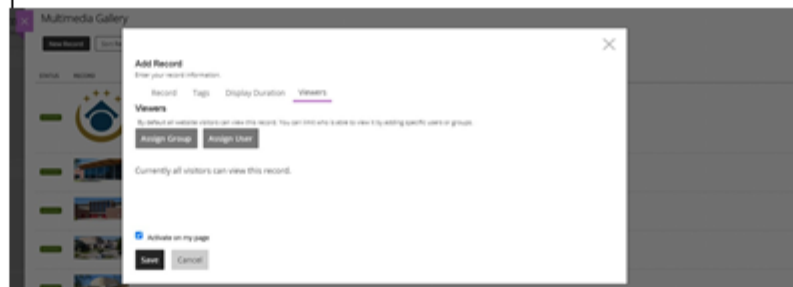 Multimedia Gallery
New Record
STATUS RECORD
Add Record
Enter your record information.
Record Tags Display Duration Viewers
Viewers
By default all website visitors can view this record. You can limit who is able to view it by adding specific users or groups.
Assign Group Assign User
Currently all visitors can view this record.
Activate on my page
Save Cancel